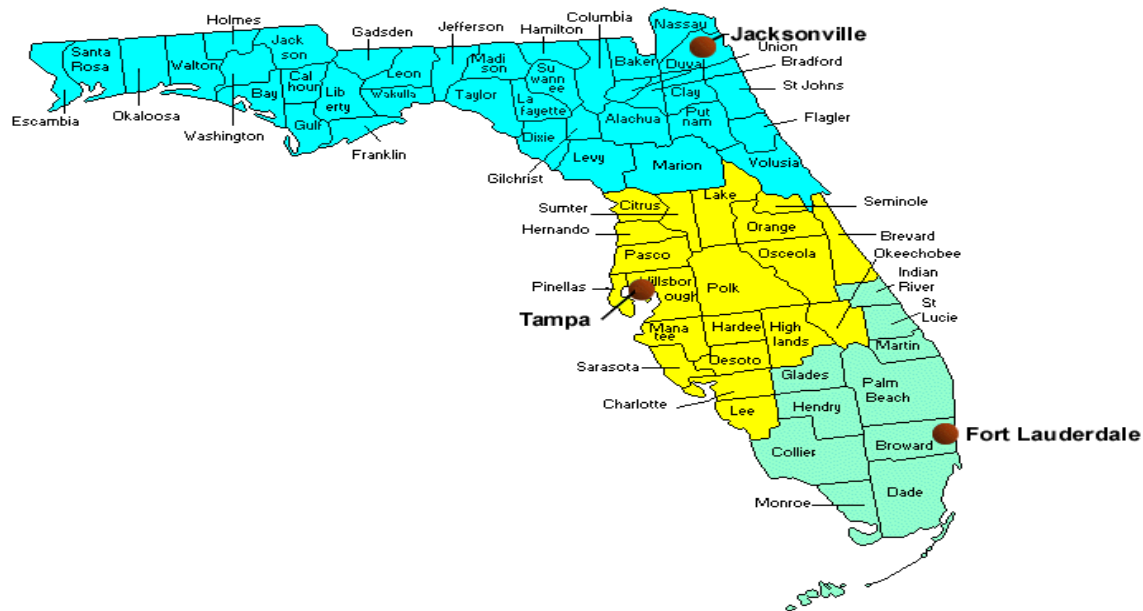 Holmes
Gadsden
Jefferson
Hamilton
Columbia
Nassau
Jacksonville
Santa
Rosa
Walton
Jack
son
Leon
Madi
son
Su
wann
ee
Baker
Duval
Union
Bradford
Bay
Cal
houn
Lib
erty
Wakulla
Taylor
La
fayette
Clay
St Johns
Escambia
Okaloosa
Washington
Gulf
Franklin
Dixie
Alachua
Put
nam
Flagler
Gilchrist
Levy
Marion
Volusia
Sumter
Citrus
Lake
Seminole
Hernando
Orange
Brevard
Pasco
Osceola
Okeechobee
Pinellas
Hillsbor
ough
Polk
Indian
River
St
Lucie
Tampa
Mana
tee
Hardee
High
lands
Martin
Sarasota
Desoto
Glades
Palm
Beach
Charlotte
Lee
Hendry
Fort Lauderdale
Collier
Broward
Monroe
Dade